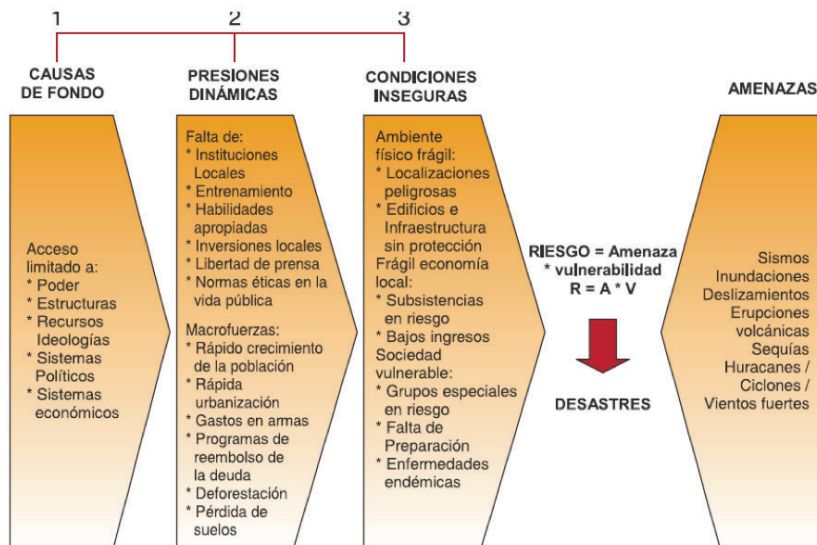 1
2
3
CAUSAS
DE FONDO
PRESIONES
DINÁMICAS
CONDICIONES
INSEGURAS
AMENAZAS
Acceso
limitado a:
* Poder
* Estructuras
* Recursos
Ideologías
* Sistemas
Políticos
* Sistemas
económicos
Falta de:
* Instituciones
Locales
* Entrenamiento
* Habilidades
apropiadas
* Inversiones locales
* Libertad de prensa
* Normas éticas en la
vida pública
Macrofuerzas:
* Rápido crecimiento
de la población
* Rápida
urbanización
* Gastos en armas
* Programas de
reembolso de
la deuda
* Deforestación
* Pérdida de
suelos
Ambiente
físico frágil:
* Localizaciones
peligrosas
* Edificios e
Infraestructura
sin protección
Frágil economía
local:
* Subsistencias
en riesgo
* Bajos ingresos
Sociedad
vulnerable:
* Grupos especiales
en riesgo
* Falta de
Preparación
* Enfermedades
endémicas
RIESGO = Amenaza
* vulnerabilidad
R = A * V
DESASTRES
Sismos
Inundaciones
Deslizamientos
Erupciones
volcánicas
Sequías
Huracanes /
Ciclones /
Vientos fuertes